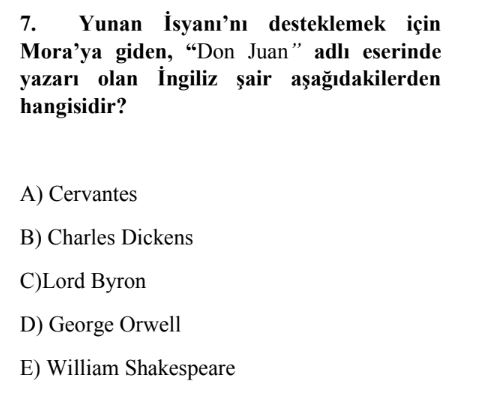 7. Yunan İsyanı’nı desteklemek için
Mora’ya giden, “Don Juan” adlı eserinde
yazarı olan İngiliz şair aşağıdakilerden
hangisidir?
A) Cervantes
B) Charles Dickens
C)Lord Byron
D) George Orwell
E) William Shakespeare